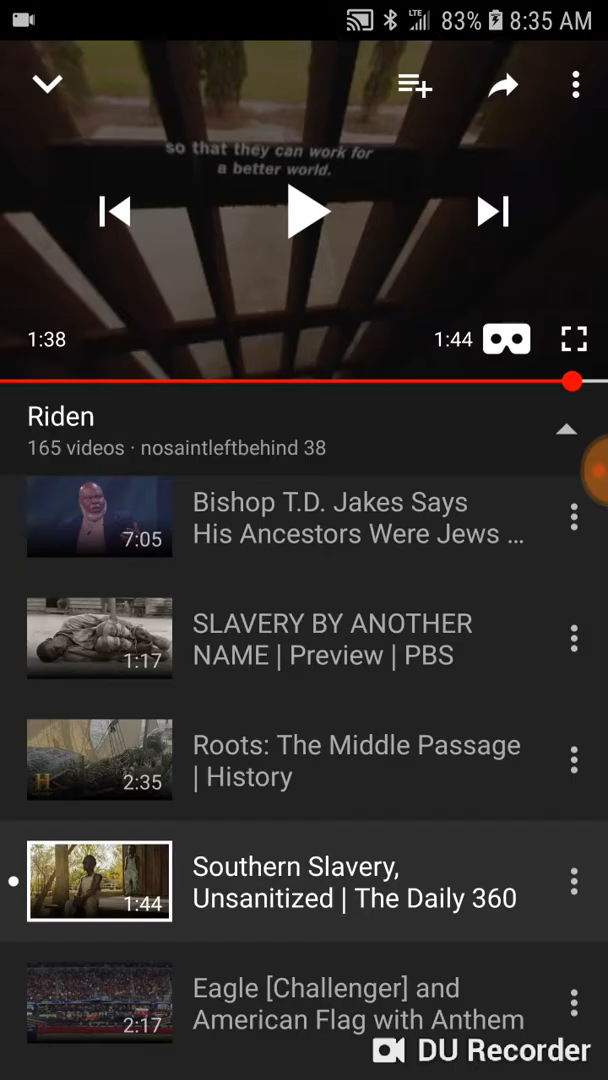 LTE 83% 8:35 AM
so that they can work for
a better world.
1:38
1:44
Riden
165 videos · nosaintleftbehind 38
Bishop T.D. Jakes Says
His Ancestors Were Jews ...
7:05
SLAVERY BY ANOTHER
NAME | Preview | PBS
1:17
Roots: The Middle Passage
| History
H
2:35
Southern Slavery,
Unsanitized | The Daily 360
1:44
Eagle [Challenger] and
American Flag with Anthem
2:17
DU Recorder